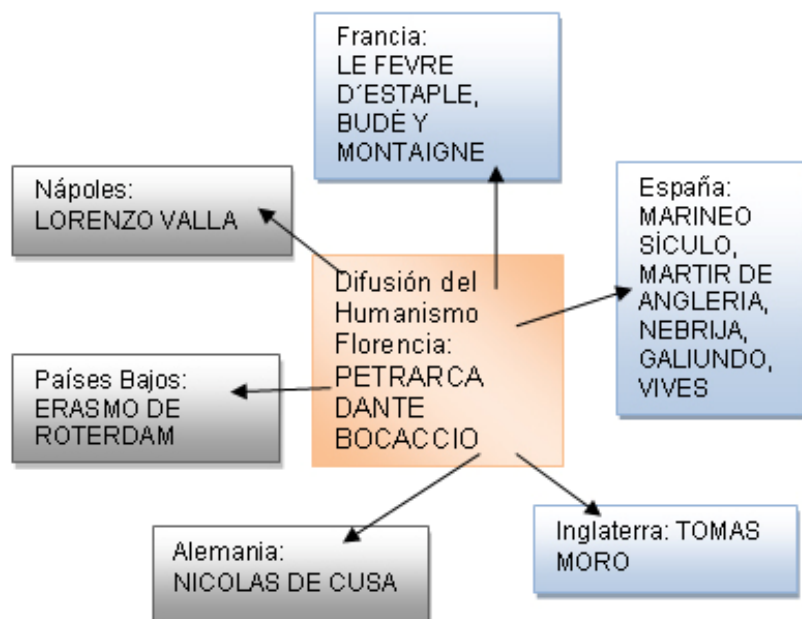 Francia:
LE FEVRE
D´ESTAPLE,
BUDÉ Y
MONTAIGNE
Nápoles:
LORENZO VALLA
España:
MARINEO
SÍCULO,
MARTIR DE
ANGLERIA,
NEBRIJA,
GALIUNDO,
VIVES
Difusión del
Humanismo
Florencia:
PETRARCA
DANTE
BOCACCIO
Países Bajos:
ERASMO DE
ROTERDAM
Alemania:
NICOLAS DE CUSA
Inglaterra: TOMAS
MORO